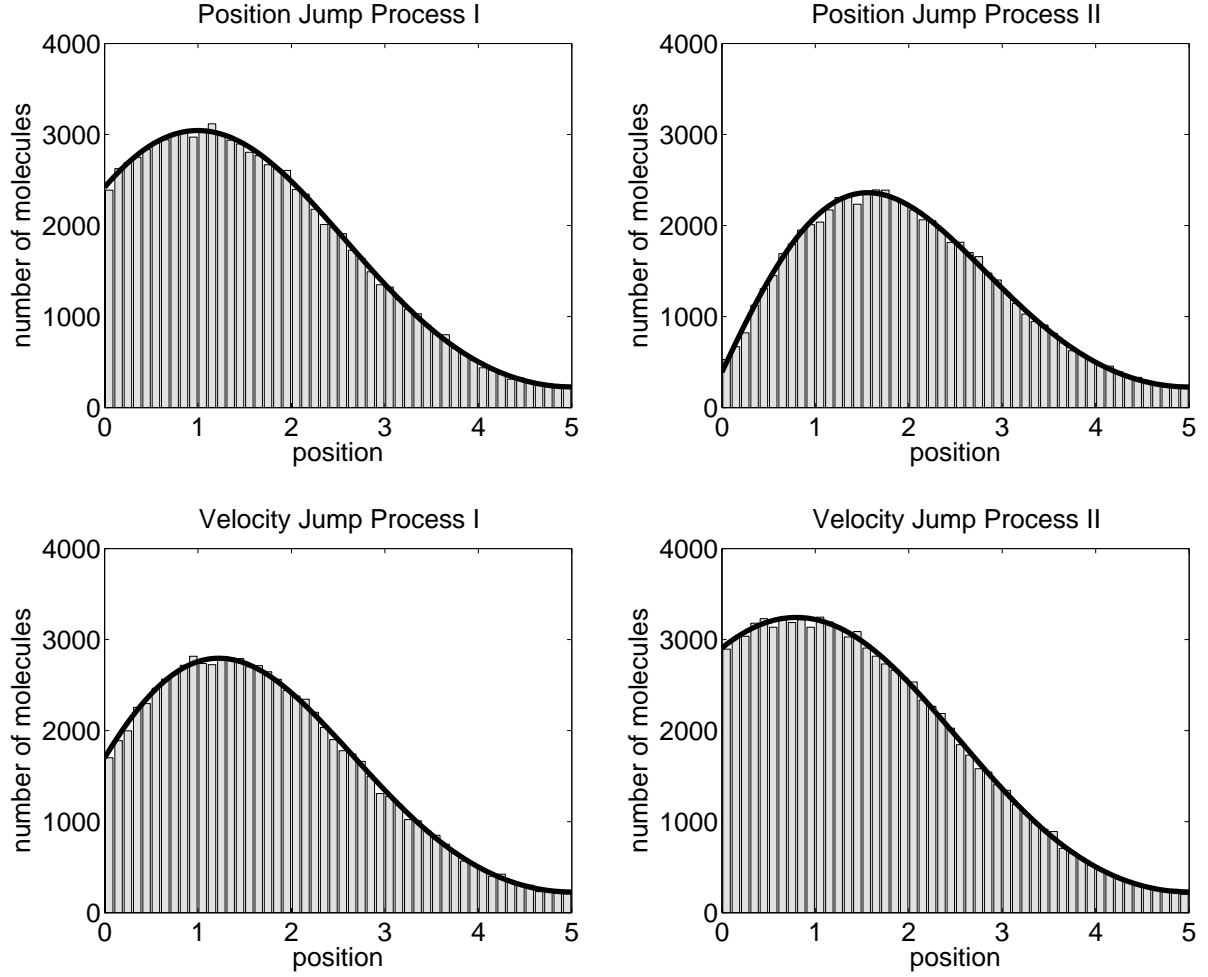 Position Jump Process I
4000
3000
2000
1000
0
number of molecules
0 1 2 3 4 5
position
Position Jump Process II
4000
3000
2000
1000
0
number of molecules
0 1 2 3 4 5
position
Velocity Jump Process I
4000
3000
2000
1000
0
number of molecules
0 1 2 3 4 5
position
Velocity Jump Process II
4000
3000
2000
1000
0
number of molecules
0 1 2 3 4 5
position